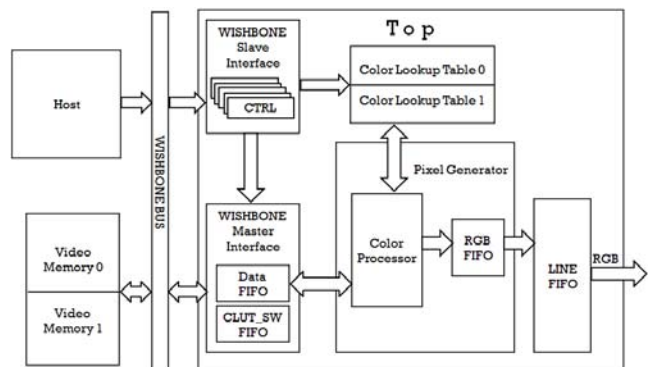 Top
WISHBONE
Slave
Interface
CTRL
Color Lookup Table 0
Color Lookup Table 1
Host
WISHBONE BUS
Pixel Generator
WISHBONE
Master
Interface
Data
FIFO
CLUT_SW
FIFO
Color
Processor
RGB
FIFO
LINE
FIFO
RGB
Video
Memory 0
Video
Memory 1